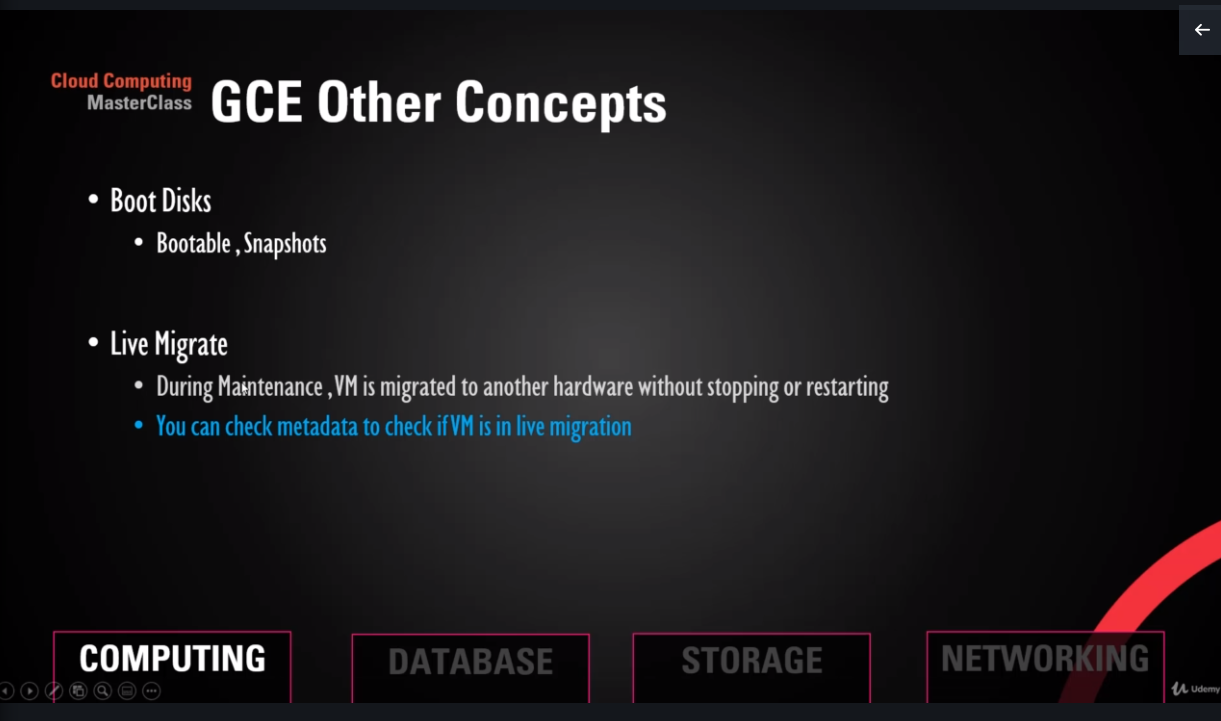 Cloud Computing
MasterClass
GCE Other Concepts
• Boot Disks
• Bootable , Snapshots
• Live Migrate
• During Maintenance , VM is migrated to another hardware without stopping or restarting
• You can check metadata to check if VM is in live migration
COMPUTING
DATABASE
STORAGE
NETWORKING
Udemy